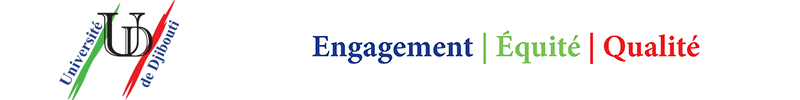 Université
UD
de Djibouti
Engagement | Équité | Qualité